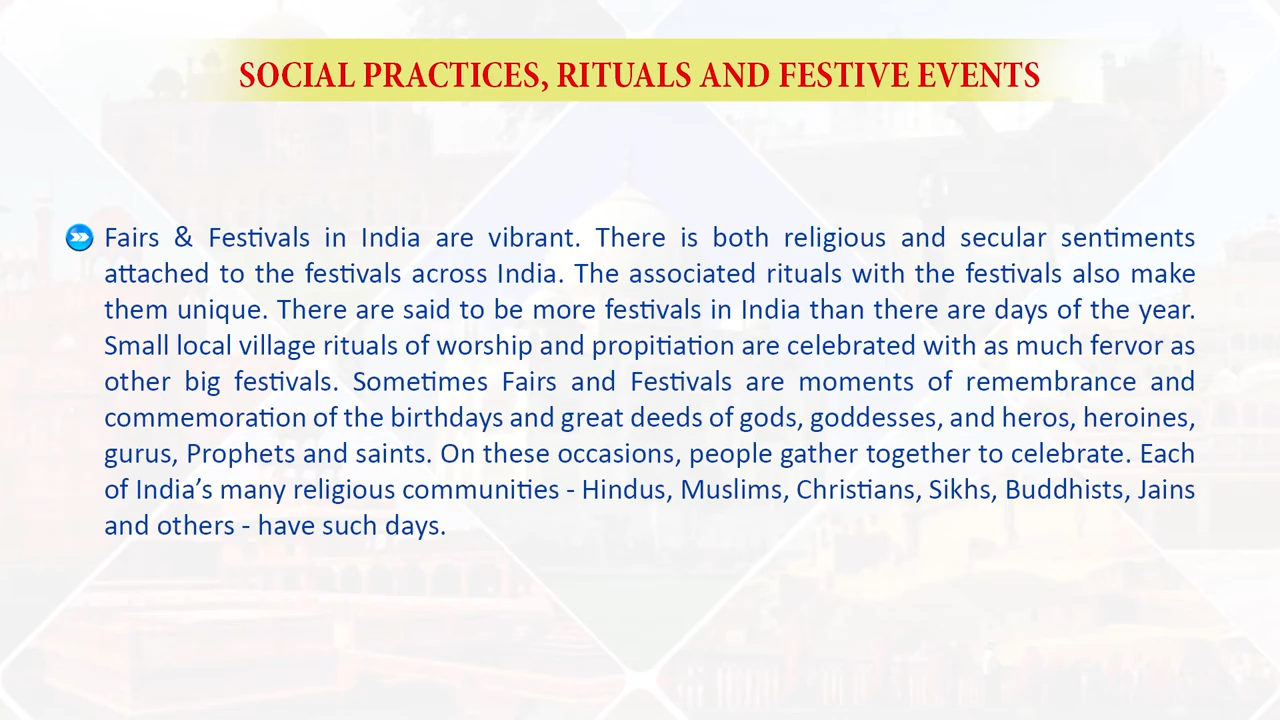 SOCIAL PRACTICES, RITUALS AND FESTIVE EVENTS
Fairs & Festivals in India are vibrant. There is both religious and secular sentiments
attached to the festivals across India. The associated rituals with the festivals also make
them unique. There are said to be more festivals in India than there are days of the year.
Small local village rituals of worship and propitiation are celebrated with as much fervor as
other big festivals. Sometimes Fairs and Festivals are moments of remembrance and
commemoration of the birthdays and great deeds of gods, goddesses, and heros, heroines,
gurus, Prophets and saints. On these occasions, people gather together to celebrate. Each
of India’s many religious communities - Hindus, Muslims, Christians, Sikhs, Buddhists, Jains
and others - have such days.